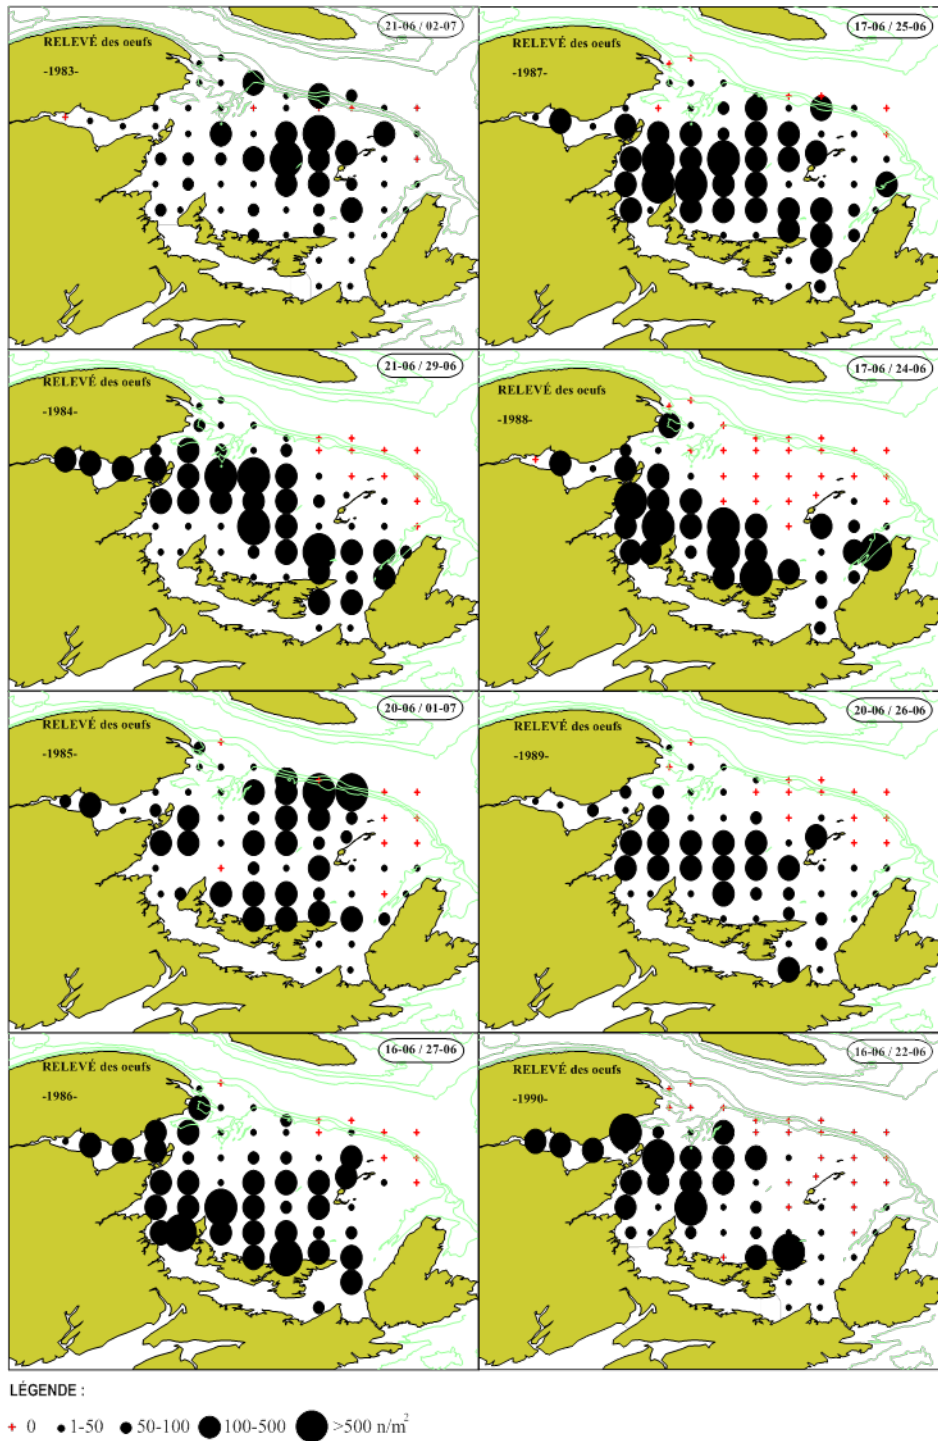 21-06 / 02-07
RELEVÉ des oeufs
-1983-
17-06 / 25-06
RELEVÉ des oeufs
-1987-
21-06 / 29-06
RELEVÉ des oeufs
-1984-
17-06 / 24-06
RELEVÉ des oeufs
-1988-
20-06 / 01-07
RELEVÉ des oeufs
-1985-
20-06 / 26-06
RELEVÉ des oeufs
-1989-
16-06 / 27-06
RELEVÉ des oeufs
-1986-
16-06 / 22-06
RELEVÉ des oeufs
-1990-
LÉGENDE :
0 1-50 50-100 100-500 >500 n/m²